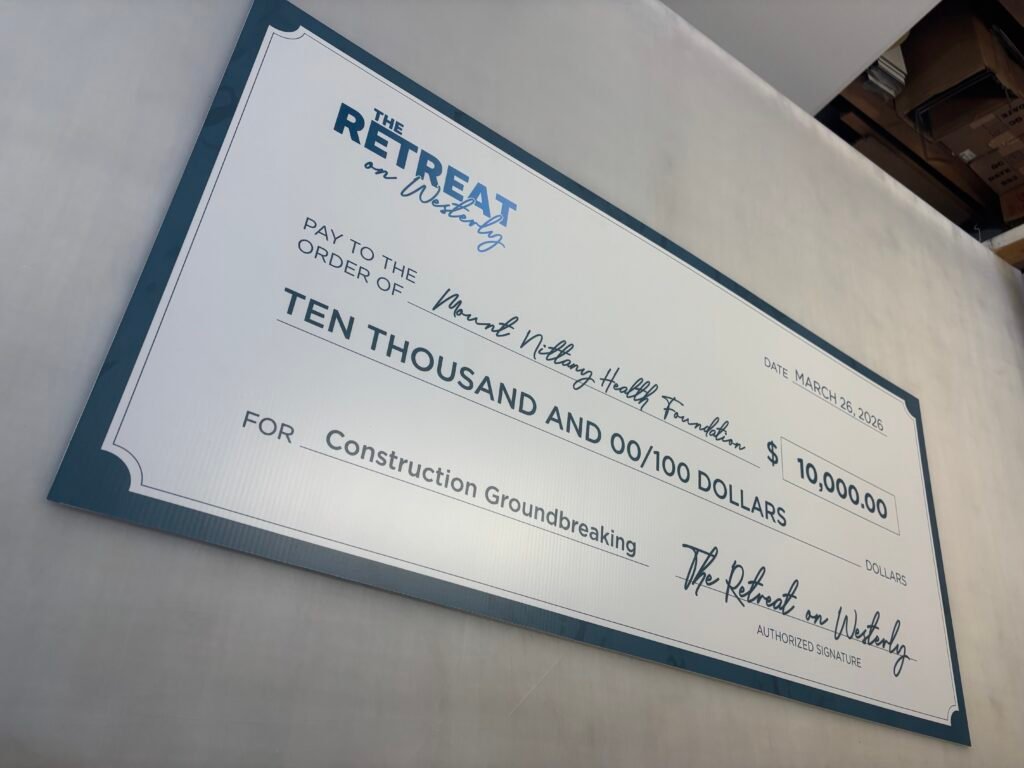 THE
RETREAT
on Westerly
DATE MARCH 26, 2026
PAY TO THE
ORDER OF Mount Nittany Health Foundation
$ 10,000.00
TEN THOUSAND AND 00/100 DOLLARS
DOLLARS
FOR Construction Groundbreaking
The Retreat on Westerly
AUTHORIZED SIGNATURE